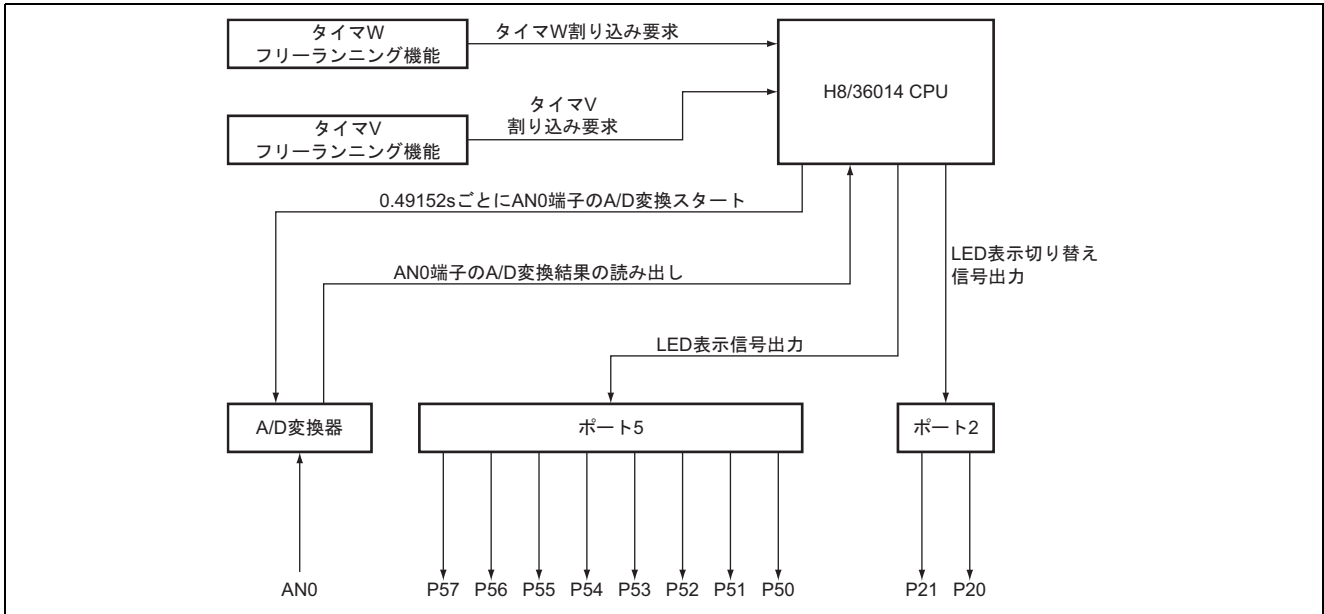 タイマW
フリーランニング機能
タイマW割り込み要求
H8/36014 CPU
タイマV
割り込み要求
タイマV
フリーランニング機能
0.49152sごとにAN0端子のA/D変換スタート
AN0端子のA/D変換結果の読み出し
LED表示切り替え
信号出力
LED表示信号出力
A/D変換器
ポート5
ポート2
AN0
P57 P56 P55 P54 P53 P52 P51 P50
P21 P20